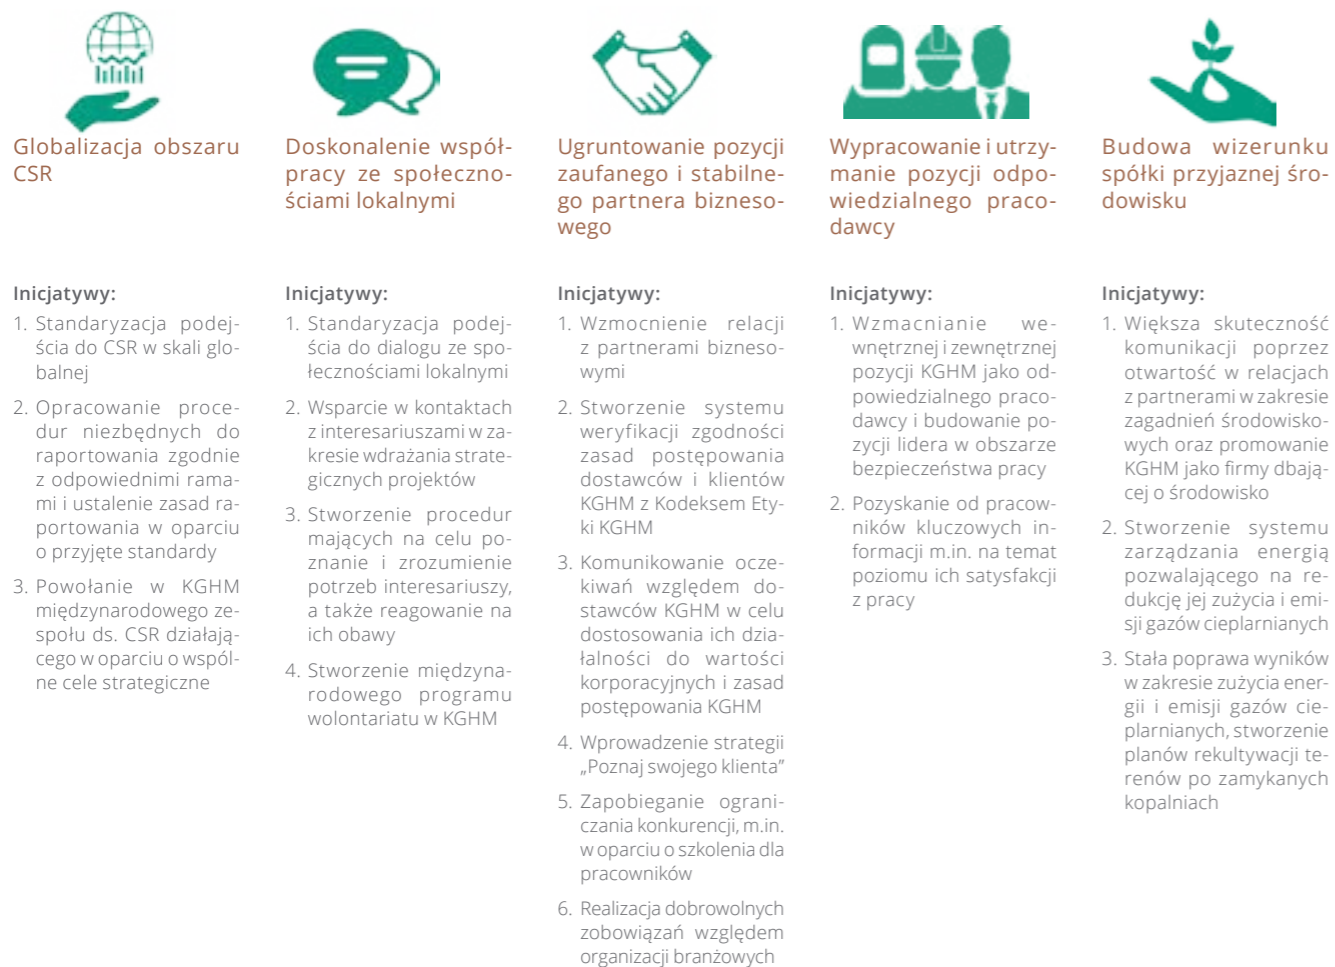 Globalizacja obszaru
CSR
Inicjatywy:
1. Standaryzacja podej-
ścia do CSR w skali glo-
balnej
2. Opracowanie proce-
dur niezbędnych do
raportowania zgodnie
z odpowiednimi rama-
mi i ustalenie zasad ra-
portowania w oparciu
o przyjęte standardy
3. Powołanie w KGHM
międzynarodowego ze-
społu ds. CSR działają-
cego w oparciu o wspól-
ne cele strategiczne
Doskonalenie współ-
pracy ze społeczno-
ściami lokalnymi
Inicjatywy:
1. Standaryzacja podej-
ścia do dialogu ze spo-
łecznościami lokalnymi
2. Wsparcie w kontaktach
z interesariuszami w za-
kresie wdrażania strate-
gicznych projektów
3. Stworzenie procedur
mających na celu po-
znanie i zrozumienie
potrzeb interesariuszy,
a także reagowanie na
ich obawy
4. Stworzenie międzyna-
rodowego programu
wolontariatu w KGHM
Ugruntowanie pozycji
zaufanego i stabilne-
go partnera bizneso-
wego
Inicjatywy:
1. Wzmocnienie relacji
z partnerami bizneso-
wymi
2. Stworzenie systemu
weryfikacji zgodności
zasad postępowania
dostawców i klientów
KGHM z Kodeksem Ety-
ki KGHM
3. Komunikowanie ocze-
kiwań względem do-
stawców KGHM w celu
dostosowania ich dzia-
łalności do wartości
korporacyjnych i zasad
postępowania KGHM
4. Wprowadzenie strategii
„Poznaj swojego klienta”
5. Zapobieganie ograni-
czania konkurencji, m.in.
w oparciu o szkolenia dla
pracowników
6. Realizacja dobrowolnych
zobowiązań względem
organizacji branżowych
Wypracowanie i utrzy-
manie pozycji odpo-
wiedzialnego praco-
dawcy
Inicjatywy:
1. Wzmacnianie we-
wnętrznej i zewnętrznej
pozycji KGHM jako od-
powiedzialnego praco-
dawcy i budowanie po-
zycji lidera w obszarze
bezpieczeństwa pracy
2. Pozyskanie od pracow-
ników kluczowych in-
formacji m.in. na temat
poziomu ich satysfakcji
z pracy
Budowa wizerunku
spółki przyjaznej śro-
dowisku
Inicjatywy:
1. Większa skuteczność
komunikacji poprzez
otwartość w relacjach
z partnerami w zakresie
zagadnień środowisko-
wych oraz promowanie
KGHM jako firmy dbają-
cej o środowisko
2. Stworzenie systemu
zarządzania energią
pozwalającego na re-
dukcję jej zużycia i emi-
sji gazów cieplarnianych
3. Stała poprawa wyników
w zakresie zużycia ener-
gii i emisji gazów cie-
plarnianych, stworzenie
planów rekultywacji te-
renów po zamykanych
kopalniach